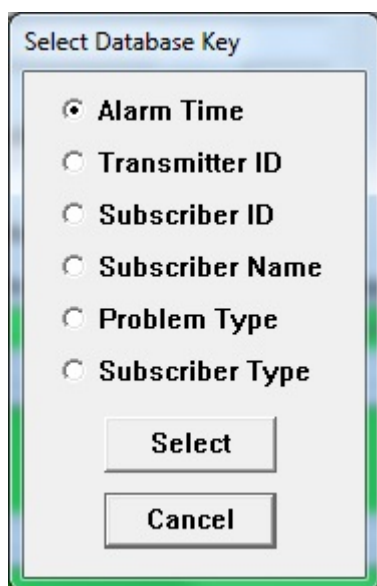 Select Database Key
Alarm Time
Transmitter ID
Subscriber ID
Subscriber Name
Problem Type
Subscriber Type
Select
Cancel